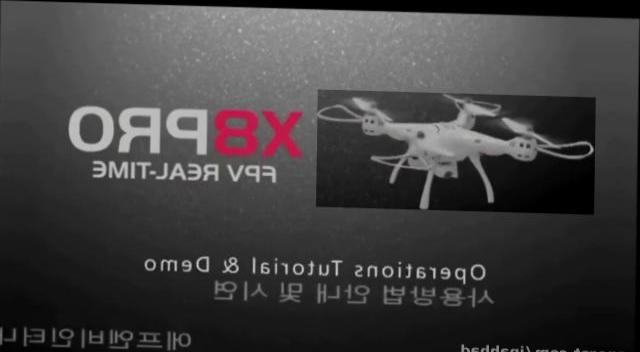 X8PRO
FPV REAL-TIME
Operations Tutorial & Demo
사용방법 안내 및 시연